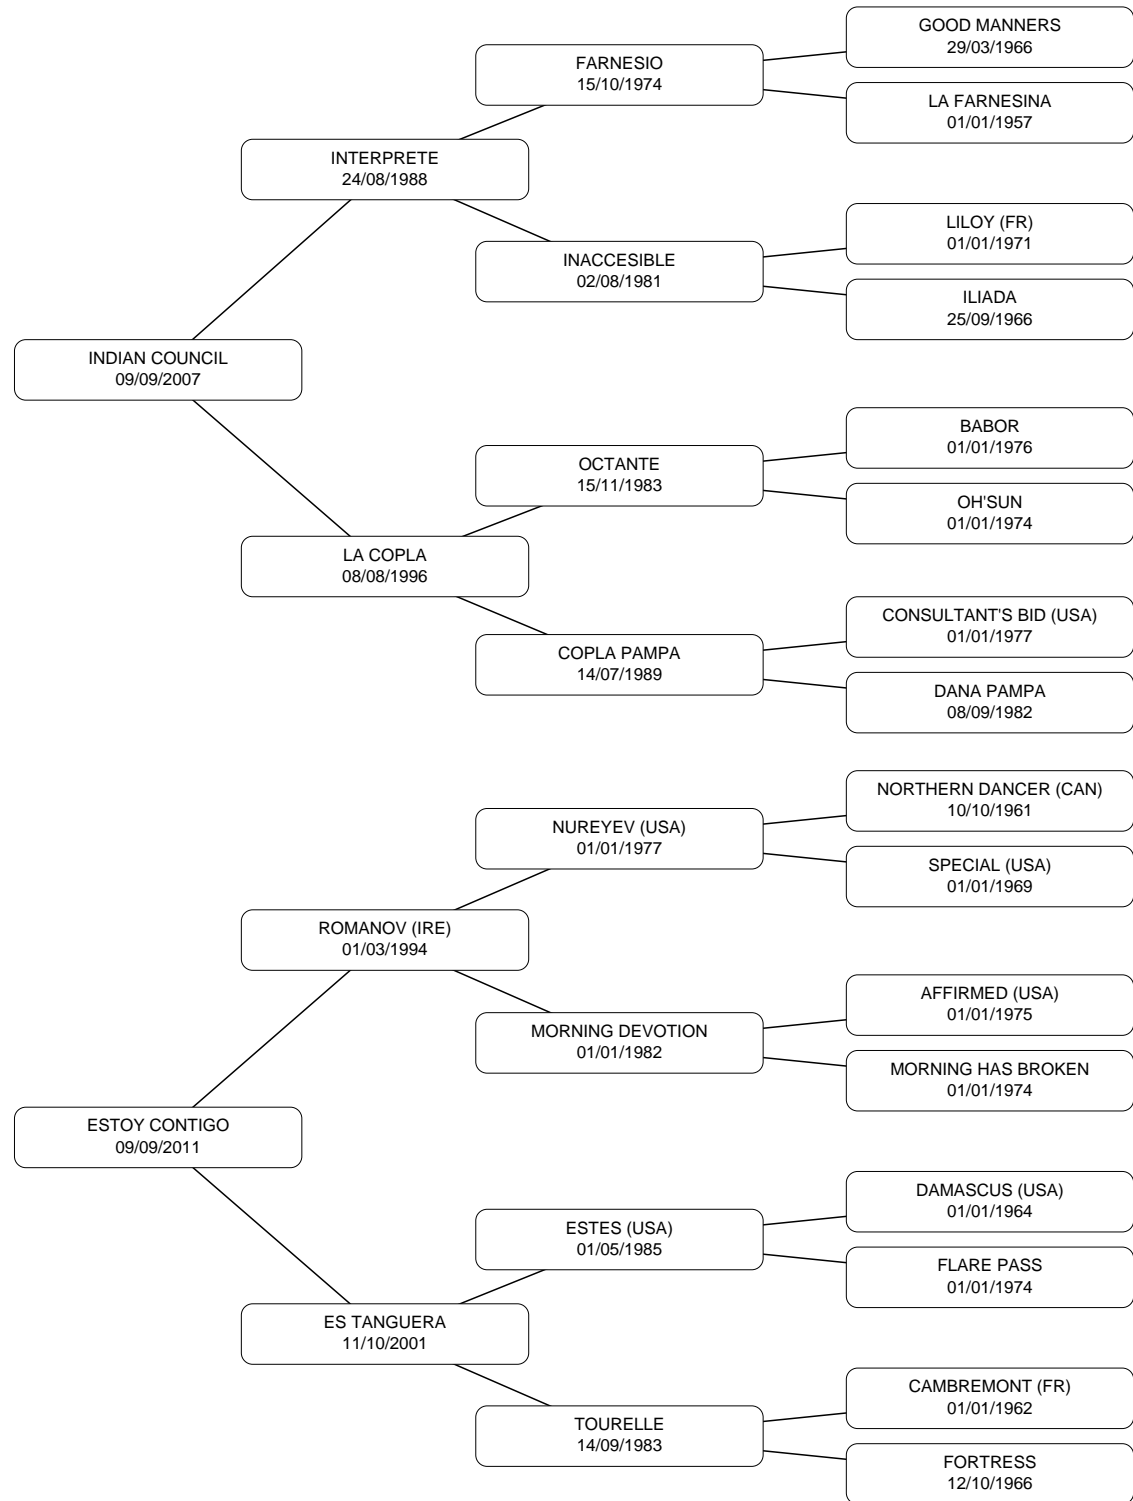 GOOD MANNERS
29/03/1966
FARNESIO
15/10/1974
LA FARNESINA
01/01/1957
INTERPRETE
24/08/1988
LILOY (FR)
01/01/1971
INACCESIBLE
02/08/1981
ILIADA
25/09/1966
INDIAN COUNCIL
09/09/2007
BABOR
01/01/1976
OCTANTE
15/11/1983
OH'SUN
01/01/1974
LA COPLA
08/08/1996
CONSULTANT'S BID (USA)
01/01/1977
COPLA PAMPA
14/07/1989
DANA PAMPA
08/09/1982
NORTHERN DANCER (CAN)
10/10/1961
NUREYEV (USA)
01/01/1977
SPECIAL (USA)
01/01/1969
ROMANOV (IRE)
01/03/1994
AFFIRMED (USA)
01/01/1975
MORNING DEVOTION
01/01/1982
MORNING HAS BROKEN
01/01/1974
ESTOY CONTIGO
09/09/2011
DAMASCUS (USA)
01/01/1964
ESTES (USA)
01/05/1985
FLARE PASS
01/01/1974
ES TANGUERA
11/10/2001
CAMBREMONT (FR)
01/01/1962
TOURELLE
14/09/1983
FORTRESS
12/10/1966